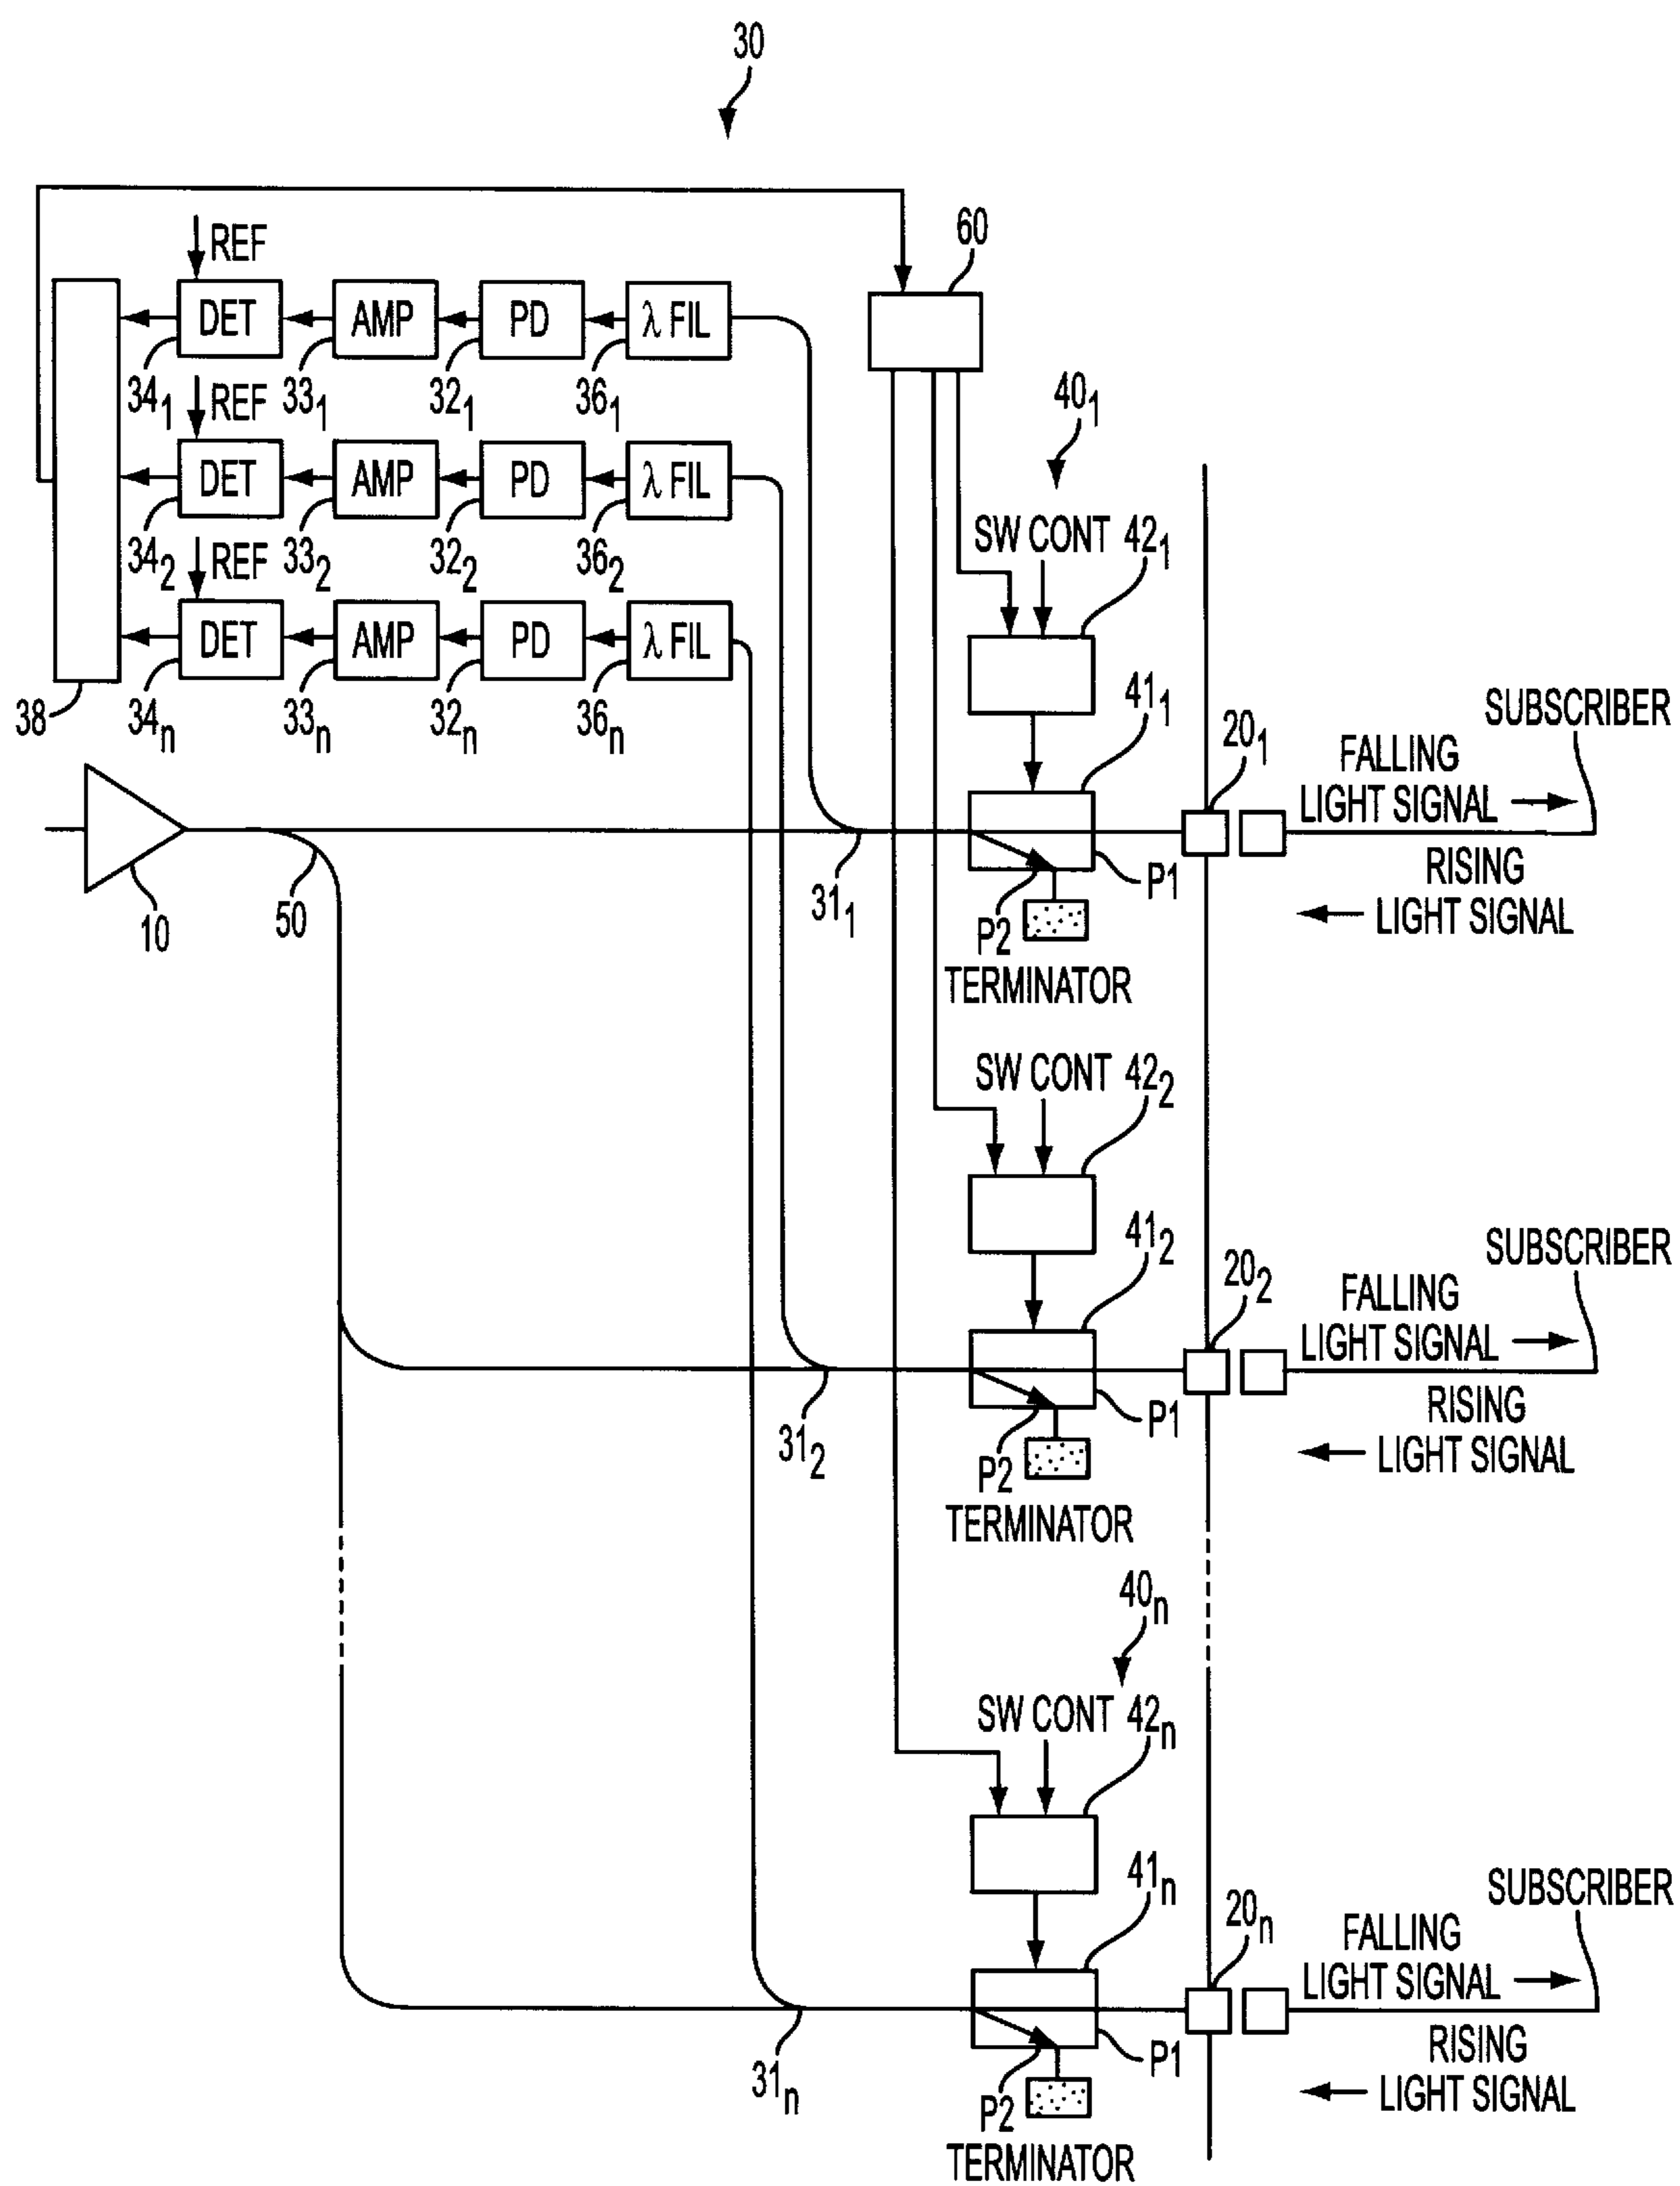 30
REF
60
DET
AMP
PD
λ FIL
34₁
33₁
32₁
36₁
REF
40₁
DET
AMP
PD
λ FIL
34₂
33₂
32₂
36₂
SW CONT 42₁
REF
DET
AMP
PD
λ FIL
38
34ₙ
33ₙ
32ₙ
36ₙ
41₁
20₁
SUBSCRIBER
FALLING
LIGHT SIGNAL
10
50
31₁
P2
P1
RISING
LIGHT SIGNAL
TERMINATOR
SW CONT 42₂
41₂
20₂
SUBSCRIBER
FALLING
LIGHT SIGNAL
31₂
P2
P1
RISING
LIGHT SIGNAL
TERMINATOR
40ₙ
SW CONT 42ₙ
41ₙ
20ₙ
SUBSCRIBER
FALLING
LIGHT SIGNAL
31ₙ
P2
P1
RISING
LIGHT SIGNAL
TERMINATOR